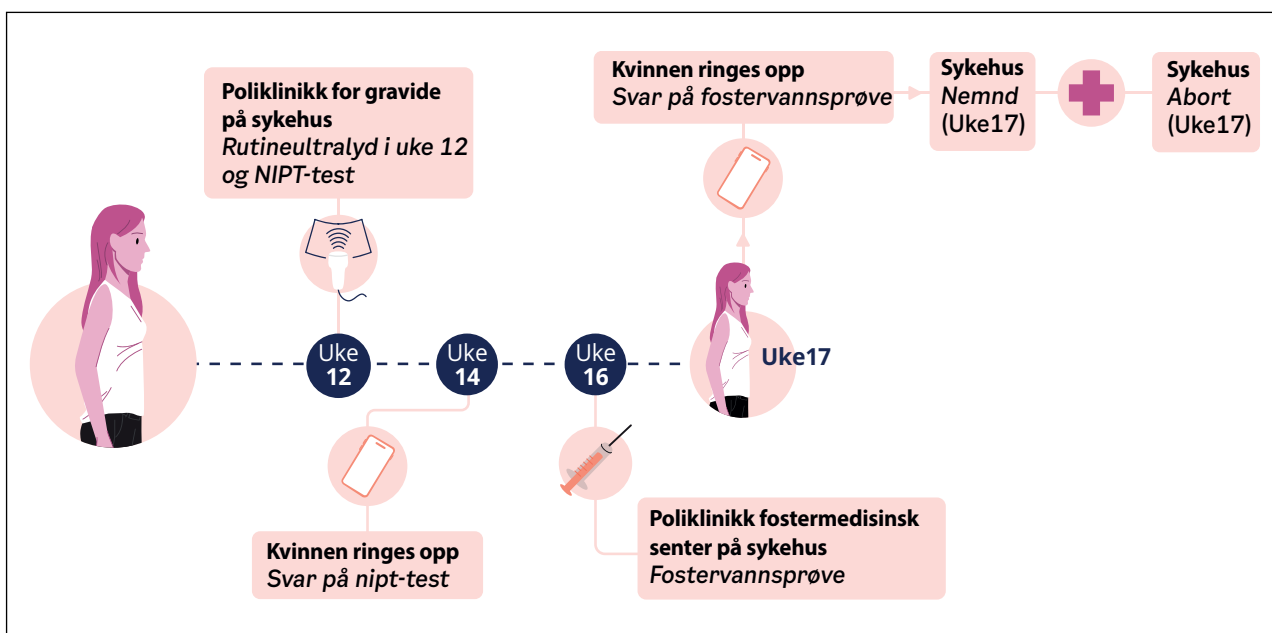 Poliklinikk for gravide
på sykehus
Rutineultralyd i uke 12
og NIPT-test
Kvinnen ringes opp
Svar på fostervannsprøve
Sykehus
Nemnd
(Uke17)
Sykehus
Abort
(Uke17)
Uke
12
Uke
14
Uke
16
Uke17
Kvinnen ringes opp
Svar på nipt-test
Poliklinikk fostermedisinsk
senter på sykehus
Fostervannsprøve